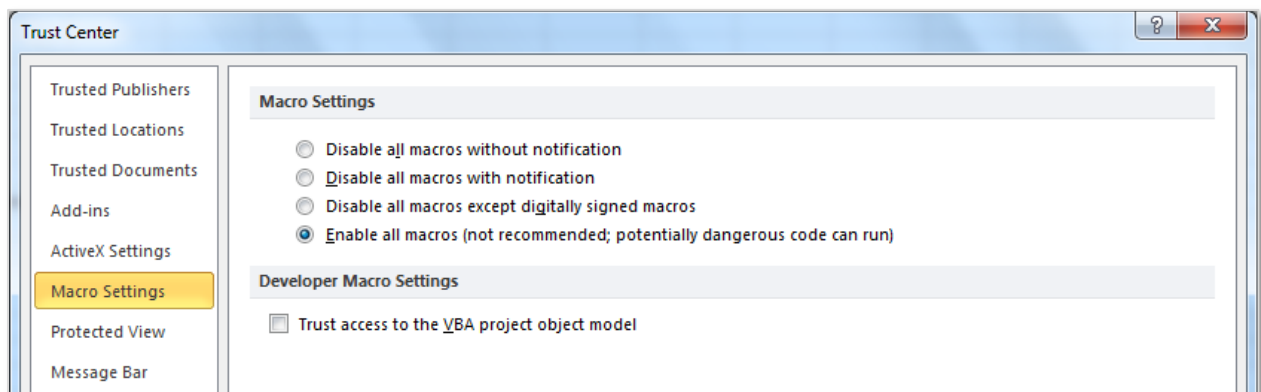 Trust Center
?
X
Trusted Publishers
Trusted Locations
Trusted Documents
Add-ins
ActiveX Settings
Macro Settings
Protected View
Message Bar
Macro Settings
Disable all macros without notification
Disable all macros with notification
Disable all macros except digitally signed macros
Enable all macros (not recommended; potentially dangerous code can run)
Developer Macro Settings
Trust access to the VBA project object model